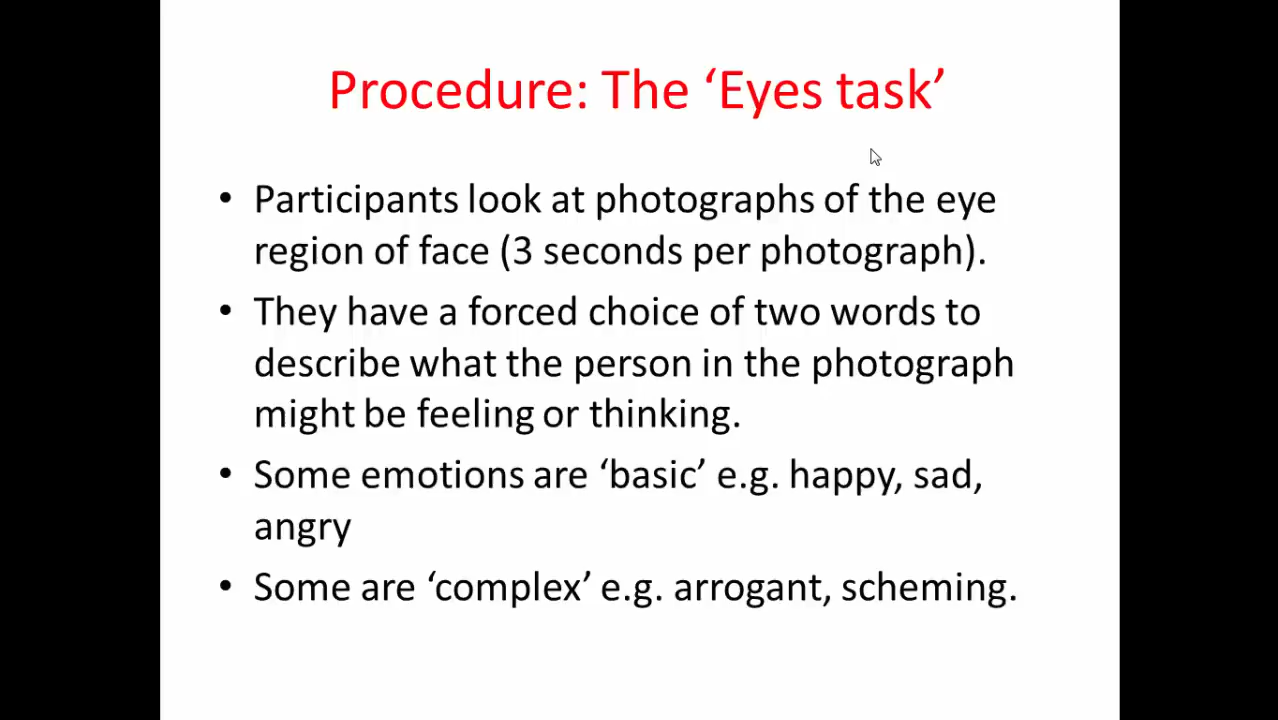 Procedure: The ‘Eyes task’
• Participants look at photographs of the eye
region of face (3 seconds per photograph).
• They have a forced choice of two words to
describe what the person in the photograph
might be feeling or thinking.
• Some emotions are ‘basic’ e.g. happy, sad,
angry
• Some are ‘complex’ e.g. arrogant, scheming.